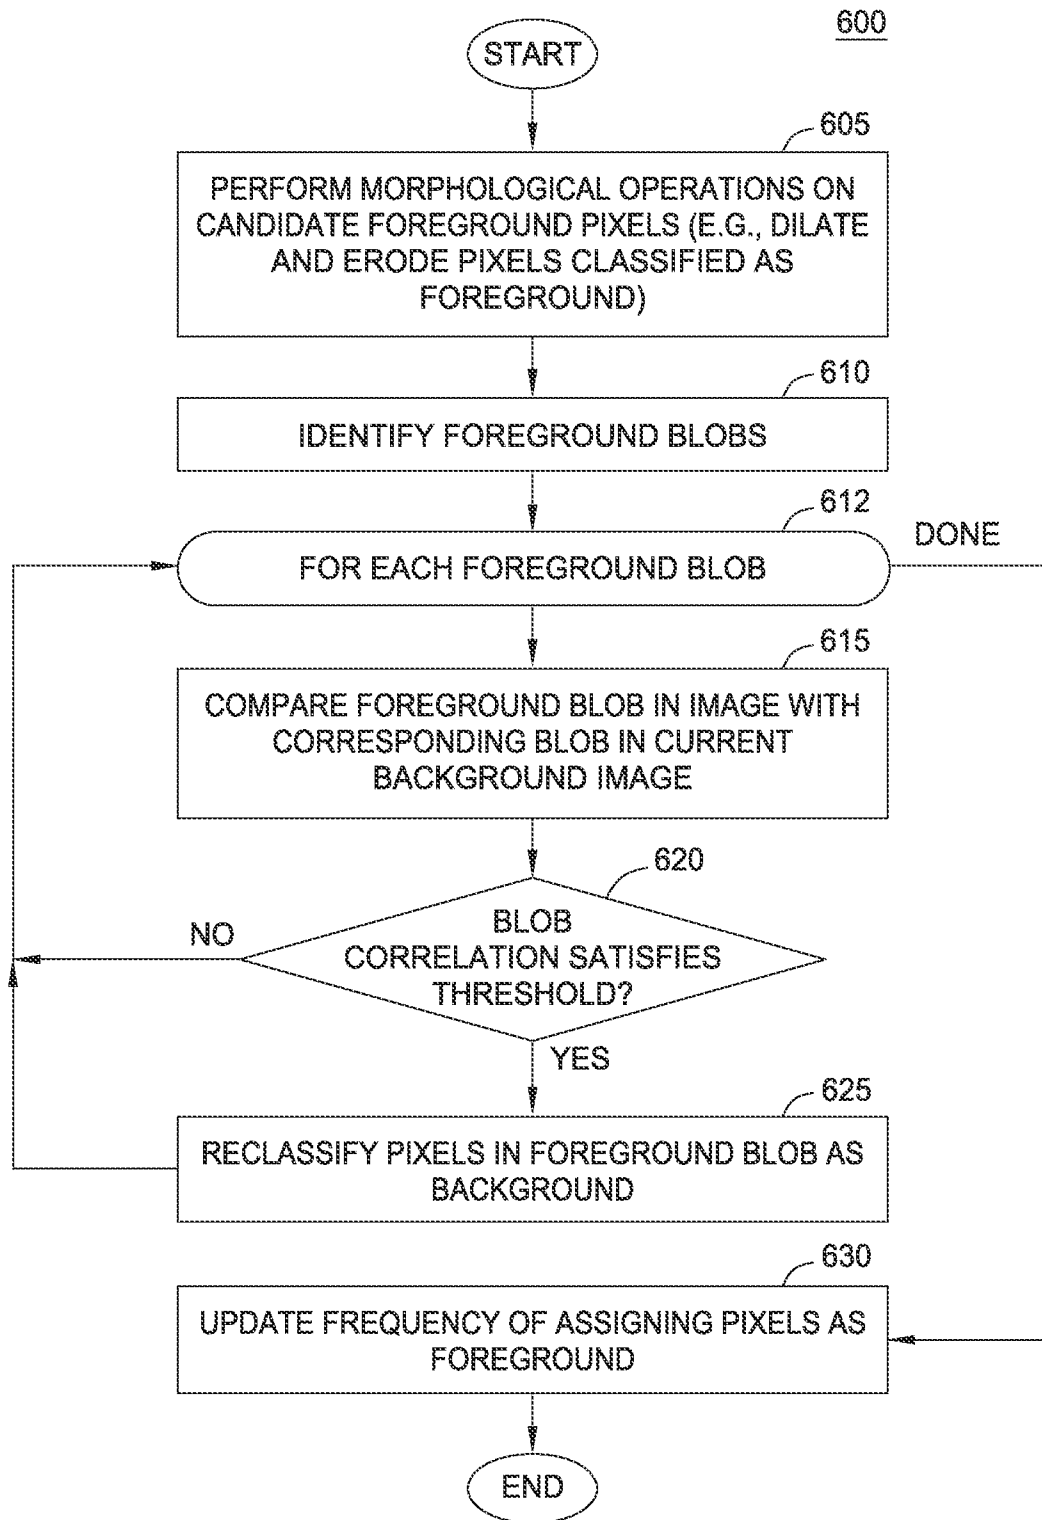 600
START
605
PERFORM MORPHOLOGICAL OPERATIONS ON
CANDIDATE FOREGROUND PIXELS (E.G., DILATE
AND ERODE PIXELS CLASSIFIED AS
FOREGROUND)
610
IDENTIFY FOREGROUND BLOBS
612
FOR EACH FOREGROUND BLOB
DONE
615
COMPARE FOREGROUND BLOB IN IMAGE WITH
CORRESPONDING BLOB IN CURRENT
BACKGROUND IMAGE
620
BLOB
CORRELATION SATISFIES
THRESHOLD?
NO
YES
625
RECLASSIFY PIXELS IN FOREGROUND BLOB AS
BACKGROUND
630
UPDATE FREQUENCY OF ASSIGNING PIXELS AS
FOREGROUND
END